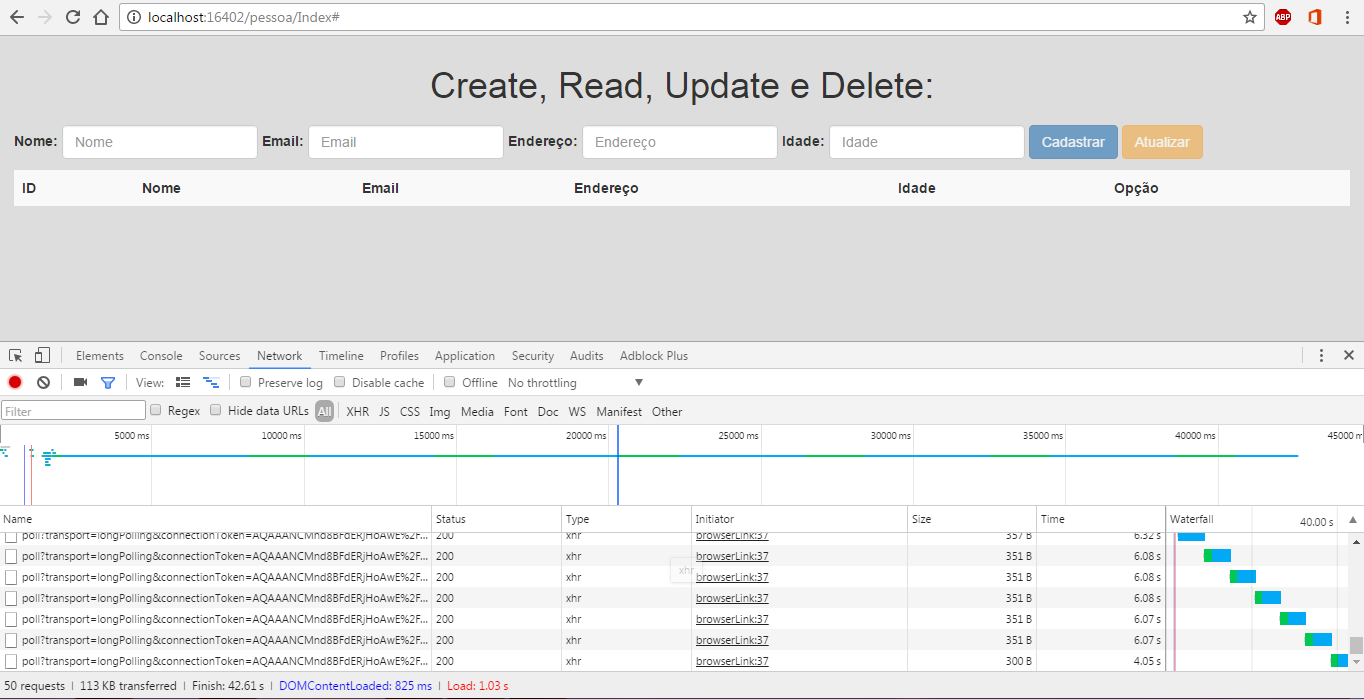 localhost:16402/pessoa/Index#
ABP
Create, Read, Update e Delete:
Nome: Nome Email: Email Endereço: Endereço Idade: Idade Cadastrar Atualizar
ID Nome Email Endereço Idade Opção
Elements Console Sources Network Timeline Profiles Application Security Audits Adblock Plus
View: Preserve log Disable cache Offline No throttling
Filter Regex Hide data URLs All XHR JS CSS Img Media Font Doc WS Manifest Other
5000 ms 10000 ms 15000 ms 20000 ms 25000 ms 30000 ms 35000 ms 40000 ms 45000 m
Name Status Type Initiator Size Time Waterfall 40.00 s
poll?transport=longPolling&connectionToken=AQAAANCMnd8BFdERjHoAwE%2F... 200 xhr browserLink:37 357 B 6.32 s
poll?transport=longPolling&connectionToken=AQAAANCMnd8BFdERjHoAwE%2F... 200 xhr browserLink:37 351 B 6.08 s
xhr
poll?transport=longPolling&connectionToken=AQAAANCMnd8BFdERjHoAwE%2F... 200 xhr browserLink:37 351 B 6.08 s
poll?transport=longPolling&connectionToken=AQAAANCMnd8BFdERjHoAwE%2F... 200 xhr browserLink:37 351 B 6.08 s
poll?transport=longPolling&connectionToken=AQAAANCMnd8BFdERjHoAwE%2F... 200 xhr browserLink:37 351 B 6.07 s
poll?transport=longPolling&connectionToken=AQAAANCMnd8BFdERjHoAwE%2F... 200 xhr browserLink:37 351 B 6.07 s
poll?transport=longPolling&connectionToken=AQAAANCMnd8BFdERjHoAwE%2F... 200 xhr browserLink:37 300 B 4.05 s
50 requests | 113 KB transferred | Finish: 42.61 s | DOMContentLoaded: 825 ms | Load: 1.03 s